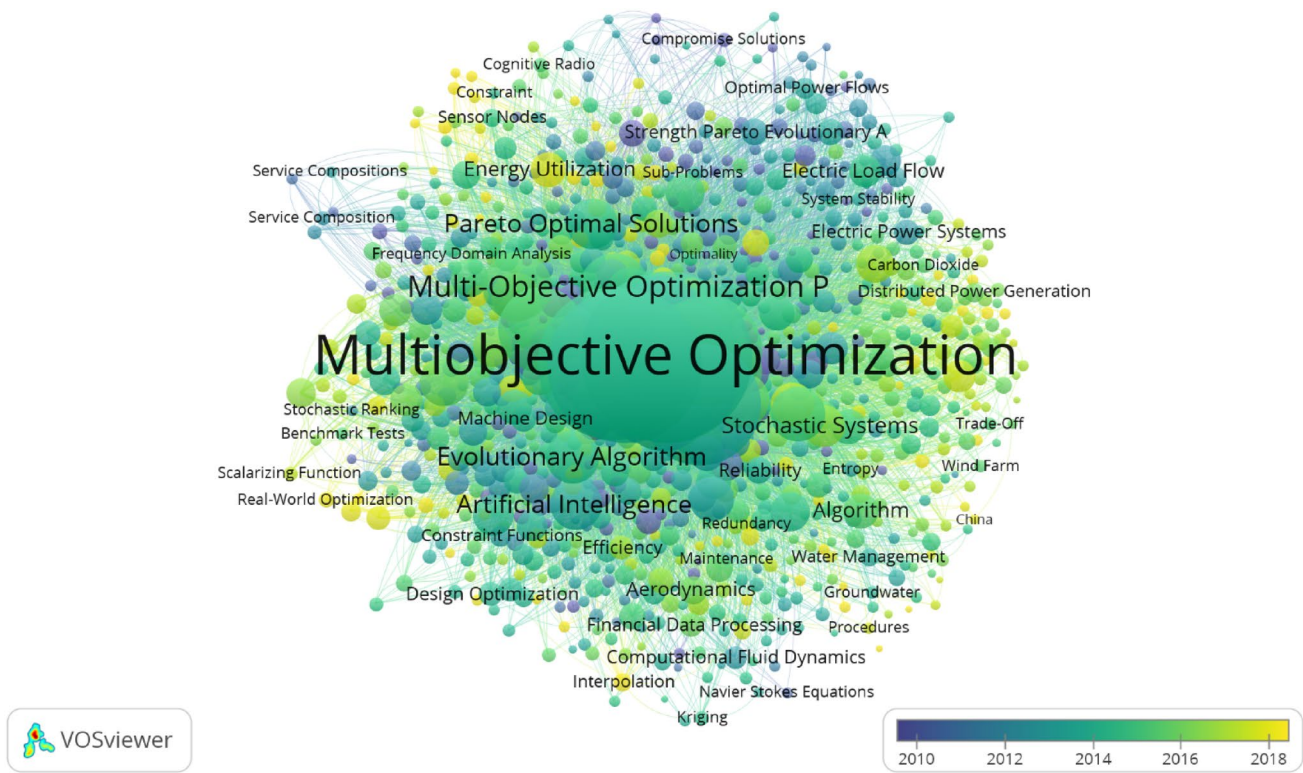 Compromise Solutions
Cognitive Radio
Optimal Power Flows
Constraint
Sensor Nodes
Strength Pareto Evolutionary A
Service Compositions
Energy Utilization
Sub-Problems
Electric Load Flow
System Stability
Service Composition
Pareto Optimal Solutions
Electric Power Systems
Frequency Domain Analysis
Optimality
Carbon Dioxide
Multi-Objective Optimization P
Distributed Power Generation
Multiobjective Optimization
Stochastic Ranking
Machine Design
Stochastic Systems
Trade-Off
Benchmark Tests
Evolutionary Algorithm
Reliability
Entropy
Wind Farm
Scalarizing Function
Real-World Optimization
Artificial Intelligence
Algorithm
China
Redundancy
Constraint Functions
Efficiency
Maintenance
Water Management
Design Optimization
Aerodynamics
Groundwater
Financial Data Processing
Procedures
Computational Fluid Dynamics
Interpolation
Navier Stokes Equations
Kriging
VOSviewer
2010 2012 2014 2016 2018